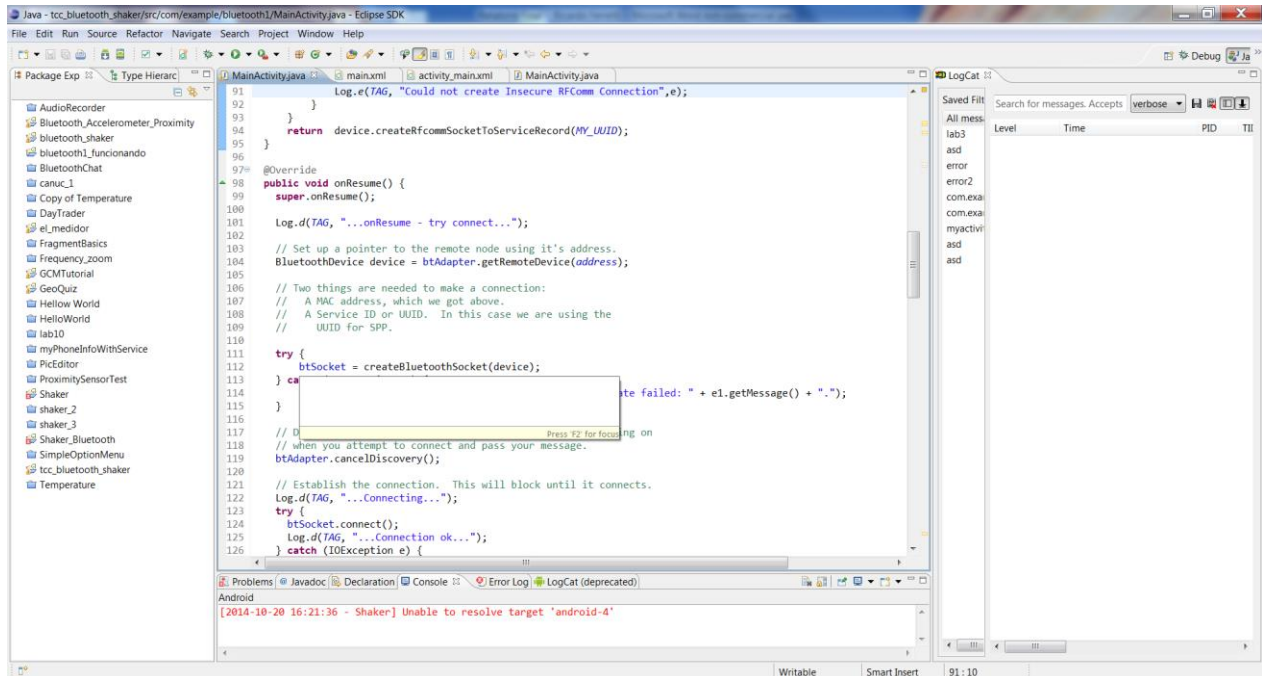 Java - tcc_bluetooth_shaker/src/com/example/bluetooth1/MainActivity.java - Eclipse SDK
File Edit Run Source Refactor Navigate Search Project Window Help
Debug Ja
Package Exp Type Hierarc
AudioRecorder
Bluetooth_Accelerometer_Proximity
bluetooth_shaker
bluetooth1_funcionando
BluetoothChat
canuc_1
Copy of Temperature
DayTrader
el_medidor
FragmentBasics
Frequency_zoom
GCMTutorial
GeoQuiz
Hellow World
HelloWorld
lab10
myPhoneInfoWithService
PicEditor
ProximitySensorTest
Shaker
shaker_2
shaker_3
Shaker_Bluetooth
SimpleOptionMenu
tcc_bluetooth_shaker
Temperature
MainActivity.java main.xml activity_main.xml MainActivity.java
91 Log.e(TAG, "Could not create Insecure RFComm Connection",e);
92 }
93 }
94 return device.createRfcommSocketToServiceRecord(MY_UUID);
95 }
96
97 @Override
98 public void onResume() {
99 super.onResume();
100
101 Log.d(TAG, "...onResume - try connect...");
102
103 // Set up a pointer to the remote node using it's address.
104 BluetoothDevice device = btAdapter.getRemoteDevice(address);
105
106 // Two things are needed to make a connection:
107 // A MAC address, which we got above.
108 // A Service ID or UUID. In this case we are using the
109 // UUID for SPP.
110
111 try {
112 btSocket = createBluetoothSocket(device);
113 } ca
114 te failed: " + e1.getMessage() + ".");
115 }
116
117 // D Press 'F2' for focus ng on
118 // when you attempt to connect and pass your message.
119 btAdapter.cancelDiscovery();
120
121 // Establish the connection. This will block until it connects.
122 Log.d(TAG, "...Connecting...");
123 try {
124 btSocket.connect();
125 Log.d(TAG, "...Connection ok...");
126 } catch (IOException e) {
Problems Javadoc Declaration Console Error Log LogCat (deprecated)
Android
[2014-10-20 16:21:36 - Shaker] Unable to resolve target 'android-4'
LogCat
Saved Filt
All mess
lab3
asd
error
error2
com.exa
com.exa
myactivi
asd
asd
Search for messages. Accepts verbose
Level Time PID TI
Writable Smart Insert 91 : 10